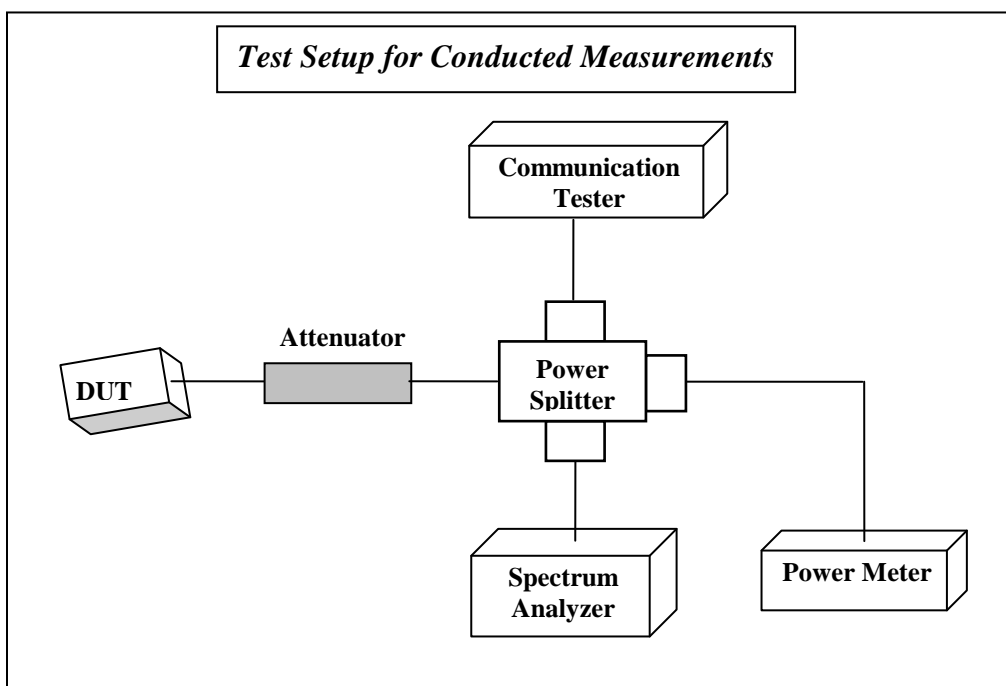 Test Setup for Conducted Measurements
Communication
Tester
Attenuator
DUT
Power
Splitter
Spectrum
Analyzer
Power Meter